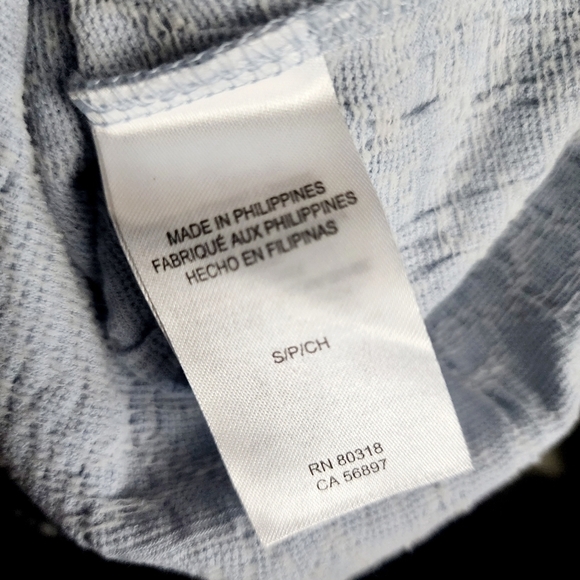 MADE IN PHILIPPINES
FABRIQUÉ AUX PHILIPPINES
HECHO EN FILIPINAS
S/P/CH
RN 80318
CA 56897